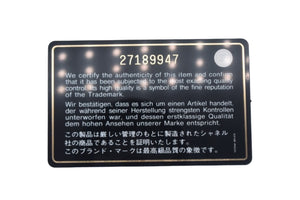 27189947
We certify the authenticity of this item and confirm
that it has been subjected to the most exacting quality
control. Its high quality is a symbol of the fine reputation
of the Trademark.
Wir bestätigen, dass es sich um einen Artikel handelt,
der während seiner Herstellung strengsten Kontrollen
unterworfen war, und dessen erstklassige Qualität
dem hohen Ansehen unserer Marke entspricht.
この製品は厳しい管理のもとに製造されたシャネル
社の商品であることを証明いたします。
このブランド・マークは最高級品質の象徴です。